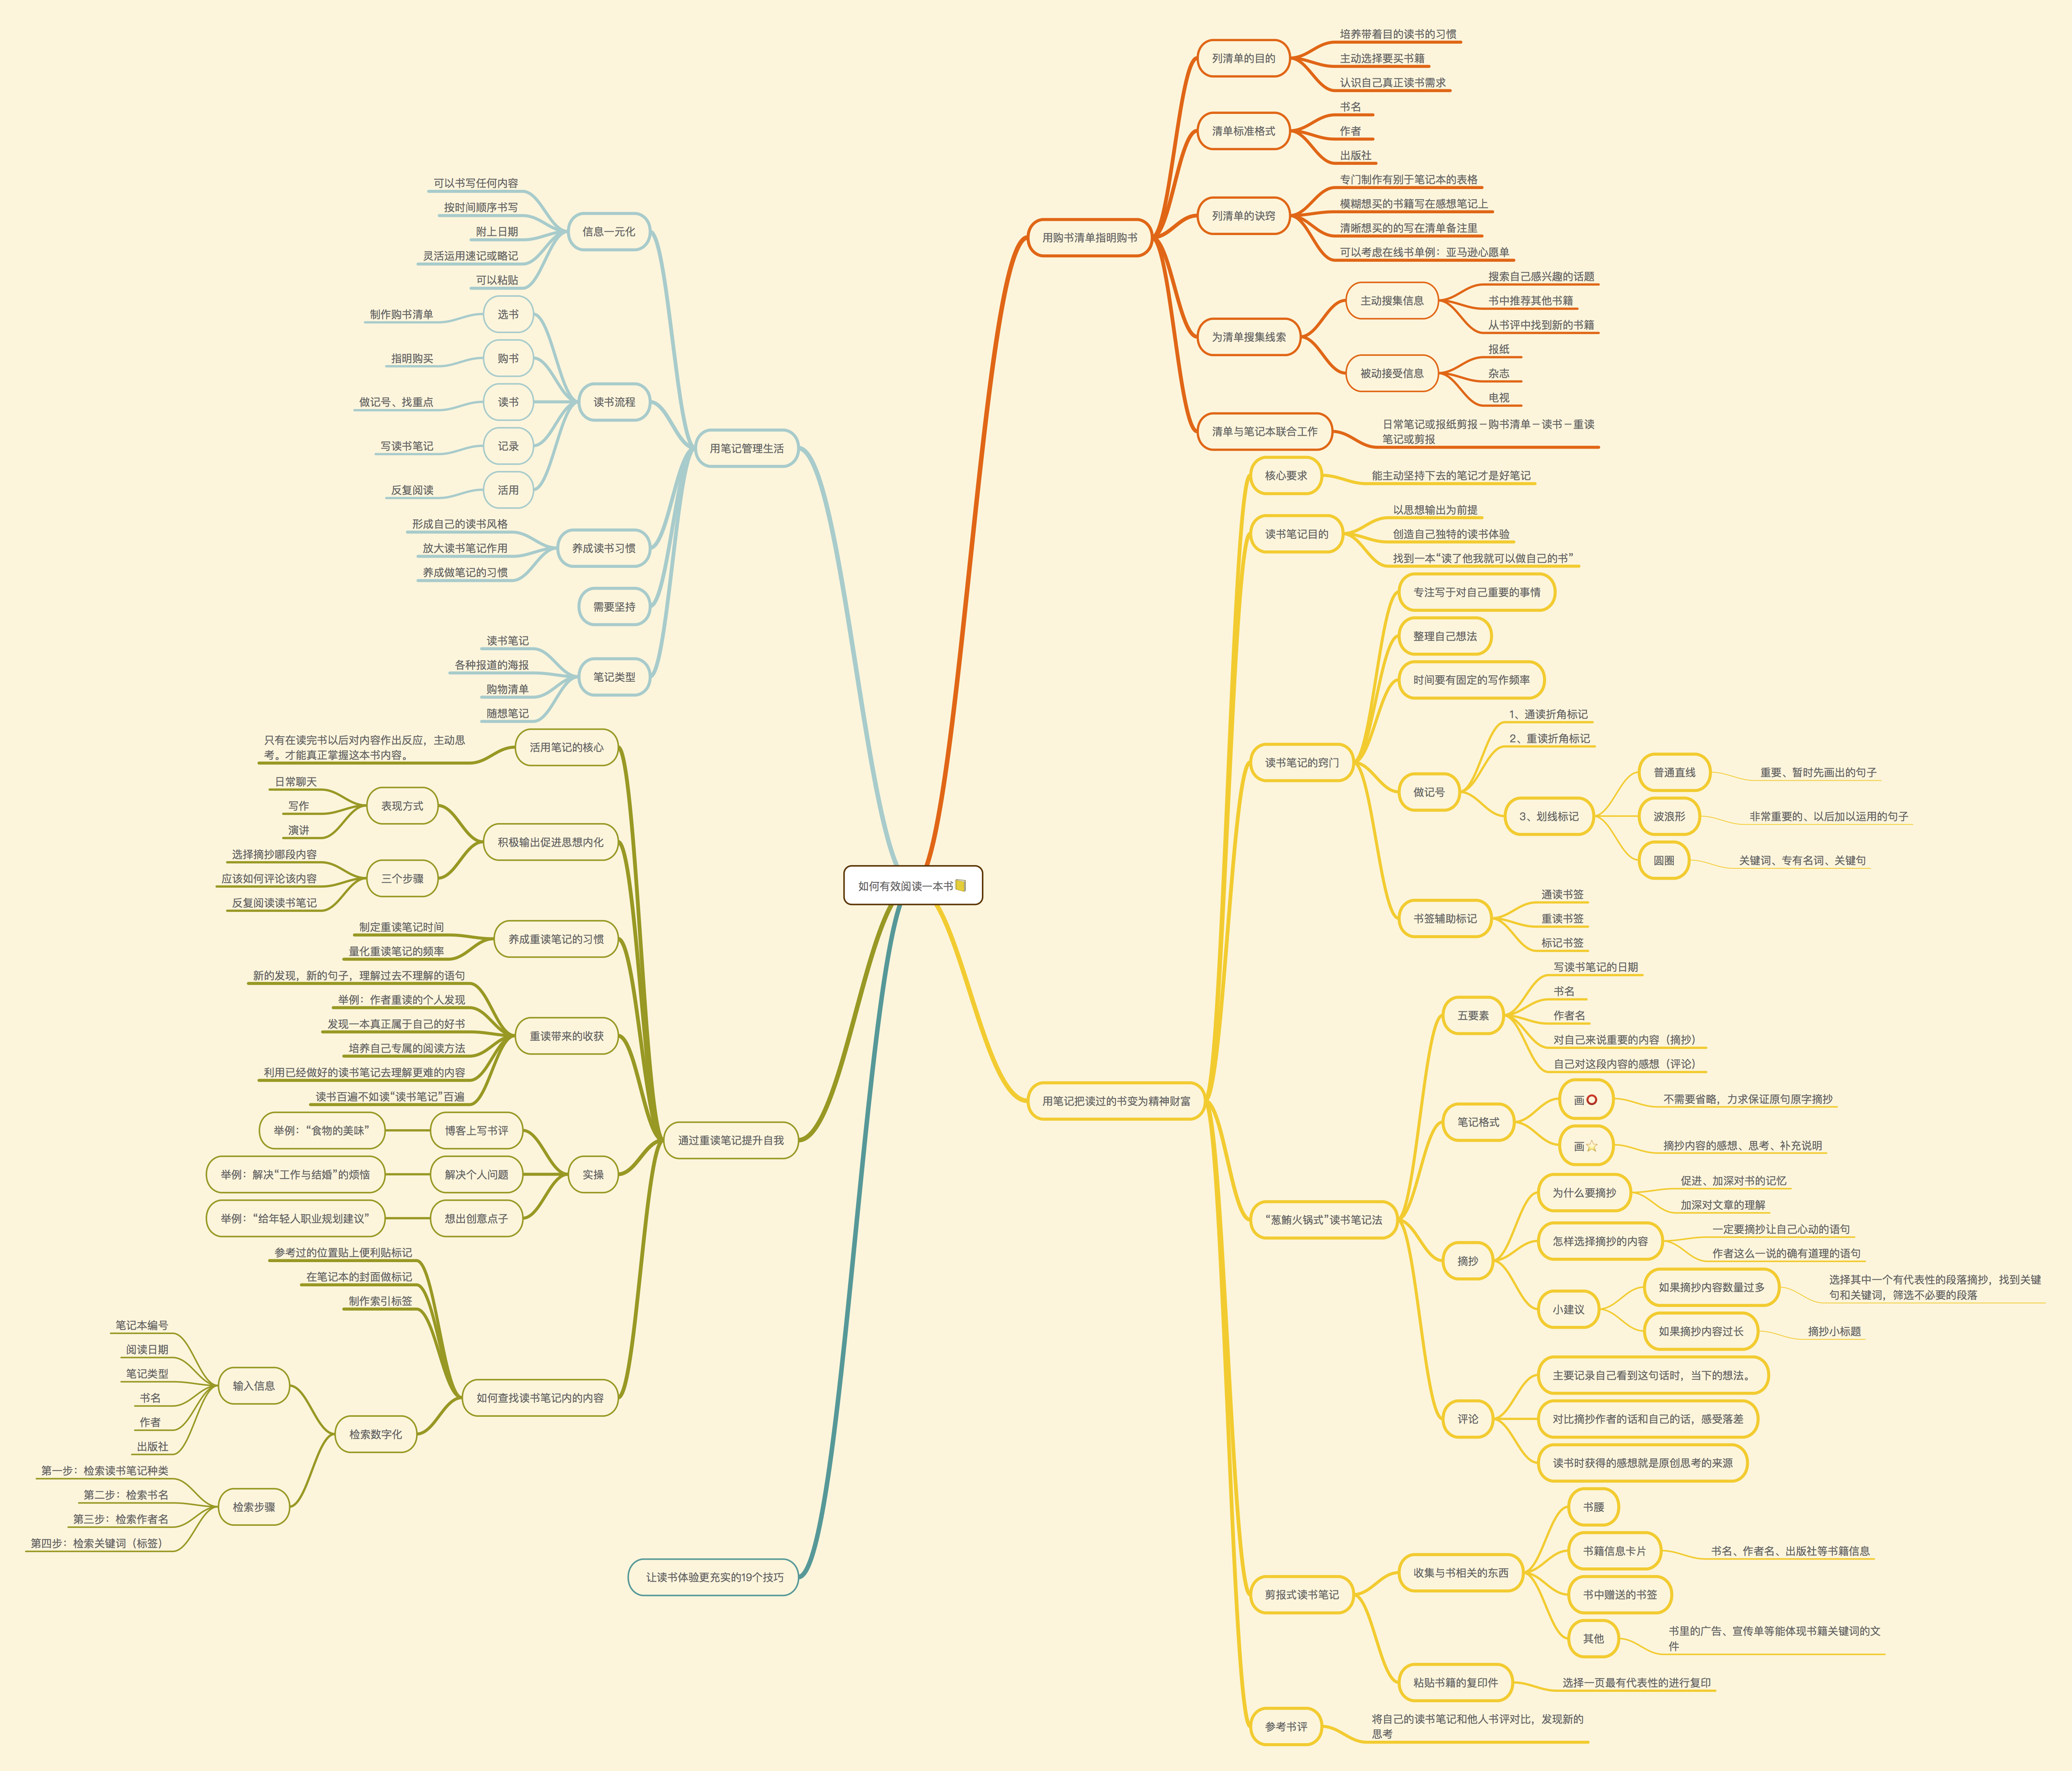 如何有效阅读一本书
用购书清单指明购书
列清单的目的
培养带着目的读书的习惯
主动选择要买书籍
认识自己真正读书需求
清单标准格式
书名
作者
出版社
列清单的诀窍
专门制作有别于笔记本的表格
模糊想买的书籍写在感想笔记上
清晰想买的的写在清单备注里
可以考虑在线书单例：亚马逊心愿单
为清单搜集线索
主动搜集信息
搜索自己感兴趣的话题
书中推荐其他书籍
从书评中找到新的书籍
被动接受信息
报纸
杂志
电视
清单与笔记本联合工作
日常笔记或报纸剪报－购书清单－读书－重读
笔记或剪报
用笔记把读过的书变为精神财富
核心要求
能主动坚持下去的笔记才是好笔记
读书笔记目的
以思想输出为前提
创造自己独特的读书体验
找到一本“读了他我就可以做自己的书”
读书笔记的窍门
专注写于对自己重要的事情
整理自己想法
时间要有固定的写作频率
做记号
1、通读折角标记
2、重读折角标记
3、划线标记
普通直线
重要、暂时先画出的句子
波浪形
非常重要的、以后加以运用的句子
圆圈
关键词、专有名词、关键句
书签辅助标记
通读书签
重读书签
标记书签
“葱鲔火锅式”读书笔记法
五要素
写读书笔记的日期
书名
作者名
对自己来说重要的内容（摘抄）
自己对这段内容的感想（评论）
笔记格式
画⭕
不需要省略，力求保证原句原字摘抄
画☆
摘抄内容的感想、思考、补充说明
摘抄
为什么要摘抄
促进、加深对书的记忆
加深对文章的理解
怎样选择摘抄的内容
一定要摘抄让自己心动的语句
作者这么一说的确有道理的语句
小建议
如果摘抄内容数量过多
选择其中一个有代表性的段落摘抄，找到关键
句和关键词，筛选不必要的段落
如果摘抄内容过长
摘抄小标题
评论
主要记录自己看到这句话时，当下的想法。
对比摘抄作者的话和自己的话，感受落差
读书时获得的感想就是原创思考的来源
剪报式读书笔记
收集与书相关的东西
书腰
书籍信息卡片
书名、作者名、出版社等书籍信息
书中赠送的书签
其他
书里的广告、宣传单等能体现书籍关键词的文
件
粘贴书籍的复印件
选择一页最有代表性的进行复印
参考书评
将自己的读书笔记和他人书评对比，发现新的
思考
用笔记管理生活
信息一元化
可以书写任何内容
按时间顺序书写
附上日期
灵活运用速记或略记
可以粘贴
读书流程
选书
制作购书清单
购书
指明购买
读书
做记号、找重点
记录
写读书笔记
活用
反复阅读
养成读书习惯
形成自己的读书风格
放大读书笔记作用
养成做笔记的习惯
需要坚持
笔记类型
读书笔记
各种报道的海报
购物清单
随想笔记
通过重读笔记提升自我
活用笔记的核心
只有在读完书以后对内容作出反应，主动思
考。才能真正掌握这本书内容。
积极输出促进思想内化
表现方式
日常聊天
写作
演讲
三个步骤
选择摘抄哪段内容
应该如何评论该内容
反复阅读读书笔记
养成重读笔记的习惯
制定重读笔记时间
量化重读笔记的频率
重读带来的收获
新的发现，新的句子，理解过去不理解的语句
举例：作者重读的个人发现
发现一本真正属于自己的好书
培养自己专属的阅读方法
利用已经做好的读书笔记去理解更难的内容
读书百遍不如读“读书笔记”百遍
实操
博客上写书评
举例：“食物的美味”
解决个人问题
举例：解决“工作与结婚”的烦恼
想出创意点子
举例：“给年轻人职业规划建议”
如何查找读书笔记内的内容
参考过的位置贴上便利贴标记
在笔记本的封面做标记
制作索引标签
检索数字化
输入信息
笔记本编号
阅读日期
笔记类型
书名
作者
出版社
检索步骤
第一步：检索读书笔记种类
第二步：检索书名
第三步：检索作者名
第四步：检索关键词（标签）
让读书体验更充实的19个技巧